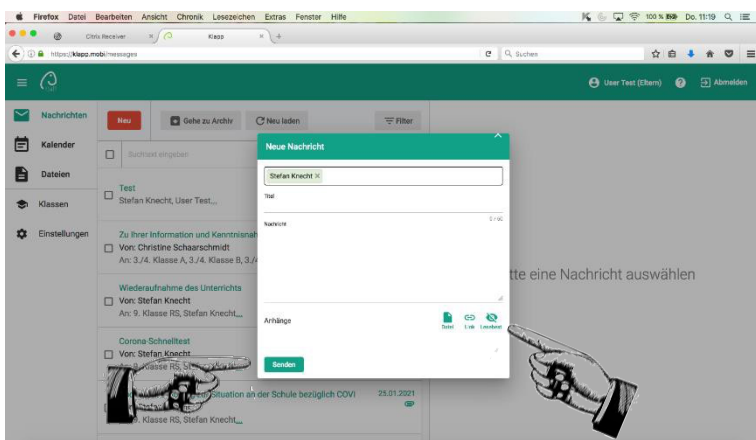 Firefox Datei Bearbeiten Ansicht Chronik Lesezeichen Extras Fenster Hilfe 100 % Do. 11:19
Citrix Receiver Klapp
https://klapp.mobi/messages Suchen
User Test (Eltern) Abmelden
Nachrichten
Kalender
Dateien
Klassen
Einstellungen
Neu Gehe zu Archiv Neu laden Filter
Suchtext eingeben
Test
Stefan Knecht, User Test...
Zu Ihrer Information und Kenntnisnah
Von: Christine Schaarschmidt
An: 3./4. Klasse A, 3./4. Klasse B, 3./4
Wiederaufnahme des Unterrichts
Von: Stefan Knecht
An: 9. Klasse RS, Stefan Knecht,...
Corona-Schnelltest
Von: Stefan Knecht
Situation an der Schule bezüglich COVI 25.01.2021
Klasse RS, Stefan Knecht,...
Neue Nachricht
Stefan Knecht ×
Titel
Nachricht
Anhänge
Datei Link
Senden
tte eine Nachricht auswählen